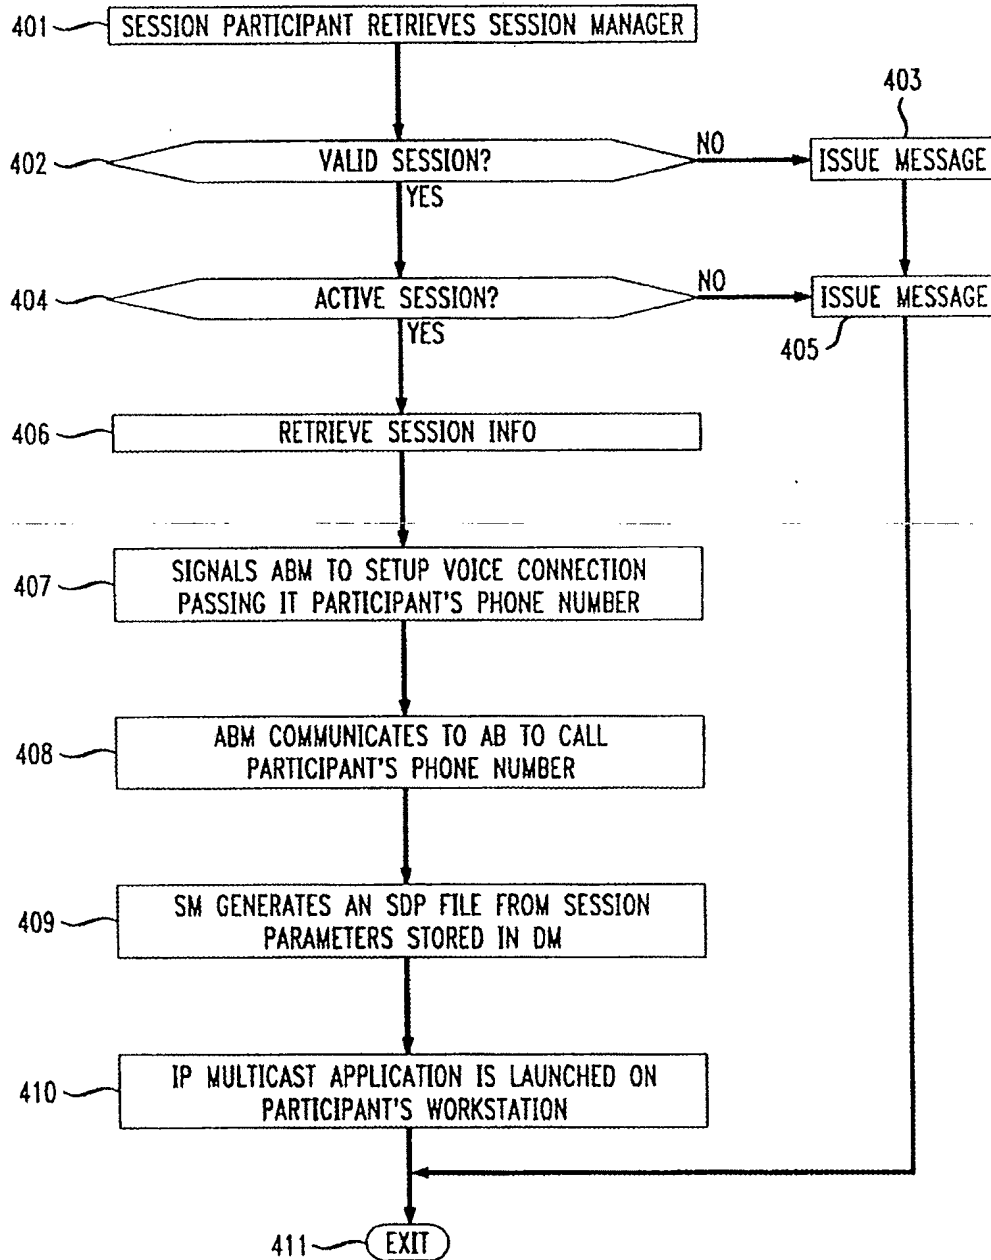 401
SESSION PARTICIPANT RETRIEVES SESSION MANAGER
403
402
VALID SESSION?
NO
ISSUE MESSAGE
YES
404
ACTIVE SESSION?
NO
ISSUE MESSAGE
YES
405
406
RETRIEVE SESSION INFO
407
SIGNALS ABM TO SETUP VOICE CONNECTION
PASSING IT PARTICIPANT'S PHONE NUMBER
408
ABM COMMUNICATES TO AB TO CALL
PARTICIPANT'S PHONE NUMBER
409
SM GENERATES AN SDP FILE FROM SESSION
PARAMETERS STORED IN DM
410
IP MULTICAST APPLICATION IS LAUNCHED ON
PARTICIPANT'S WORKSTATION
411
EXIT